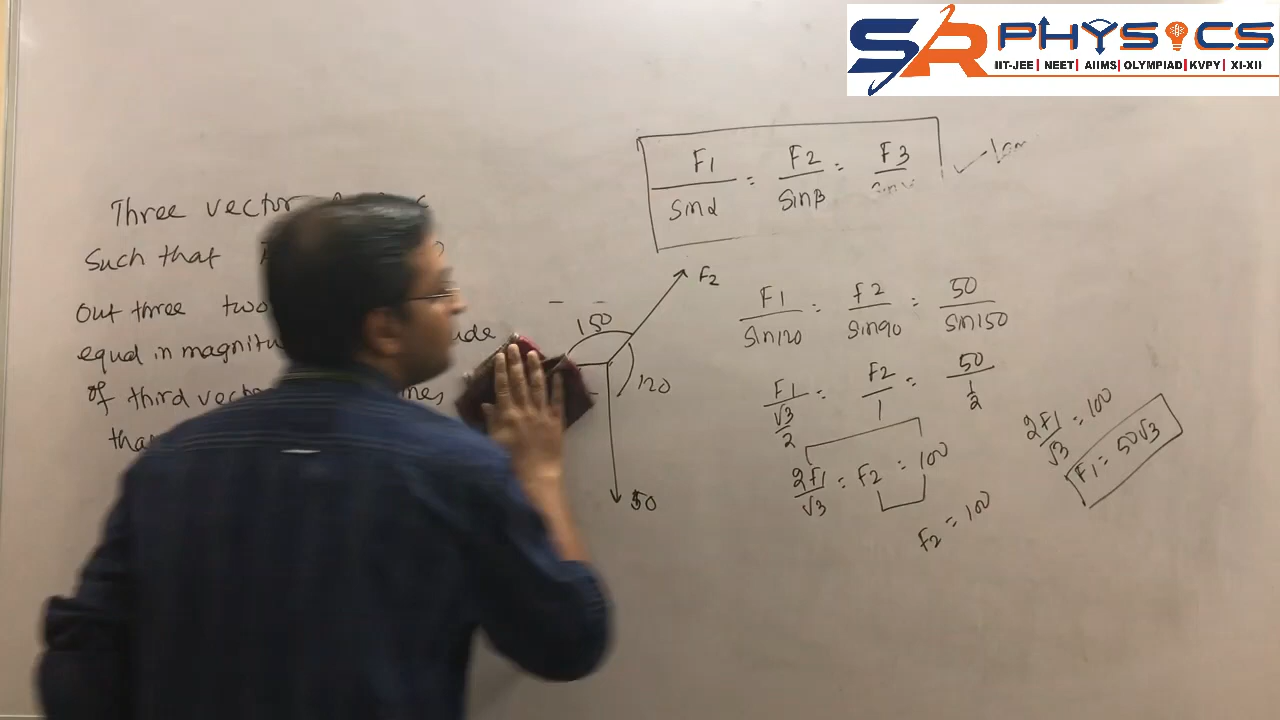 SR PHYSICS
IIT-JEE | NEET | AIIMS | OLYMPIAD | KVPY | XI-XII
F1/sinα = F2/sinβ = F3/
Three vector
Such that
Out three two
equal in magnitu
of third vecto
tha
F2
150
120
50
F1/sin120 = F2/sin90 = 50/sin150
F1/(√3/2) = F2/1 = 50/(1/2)
2F1/√3 = F2 = 100
F2 = 100
2F1/√3 = 100
F1 = 50√3